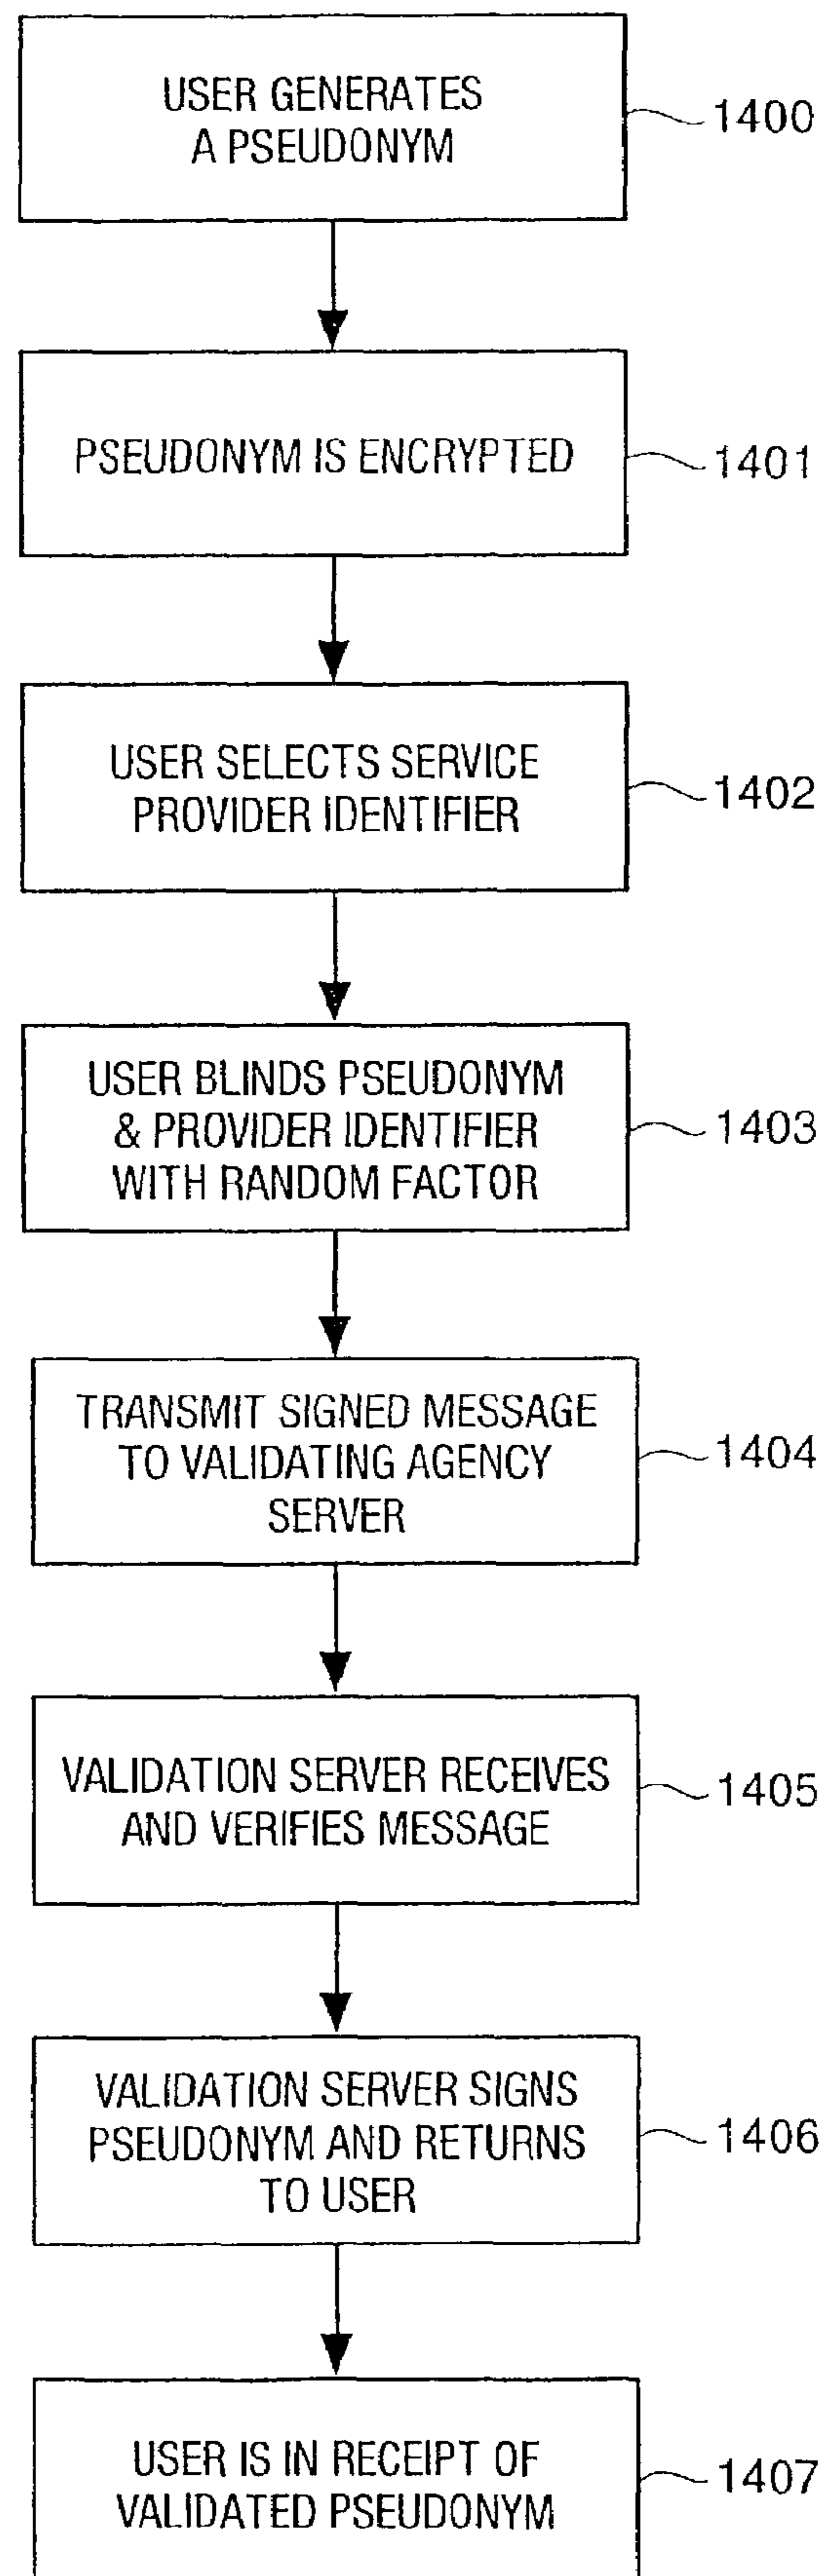 USER GENERATES
A PSEUDONYM
1400
PSEUDONYM IS ENCRYPTED
1401
USER SELECTS SERVICE
PROVIDER IDENTIFIER
1402
USER BLINDS PSEUDONYM
& PROVIDER IDENTIFIER
WITH RANDOM FACTOR
1403
TRANSMIT SIGNED MESSAGE
TO VALIDATING AGENCY
SERVER
1404
VALIDATION SERVER RECEIVES
AND VERIFIES MESSAGE
1405
VALIDATION SERVER SIGNS
PSEUDONYM AND RETURNS
TO USER
1406
USER IS IN RECEIPT OF
VALIDATED PSEUDONYM
1407